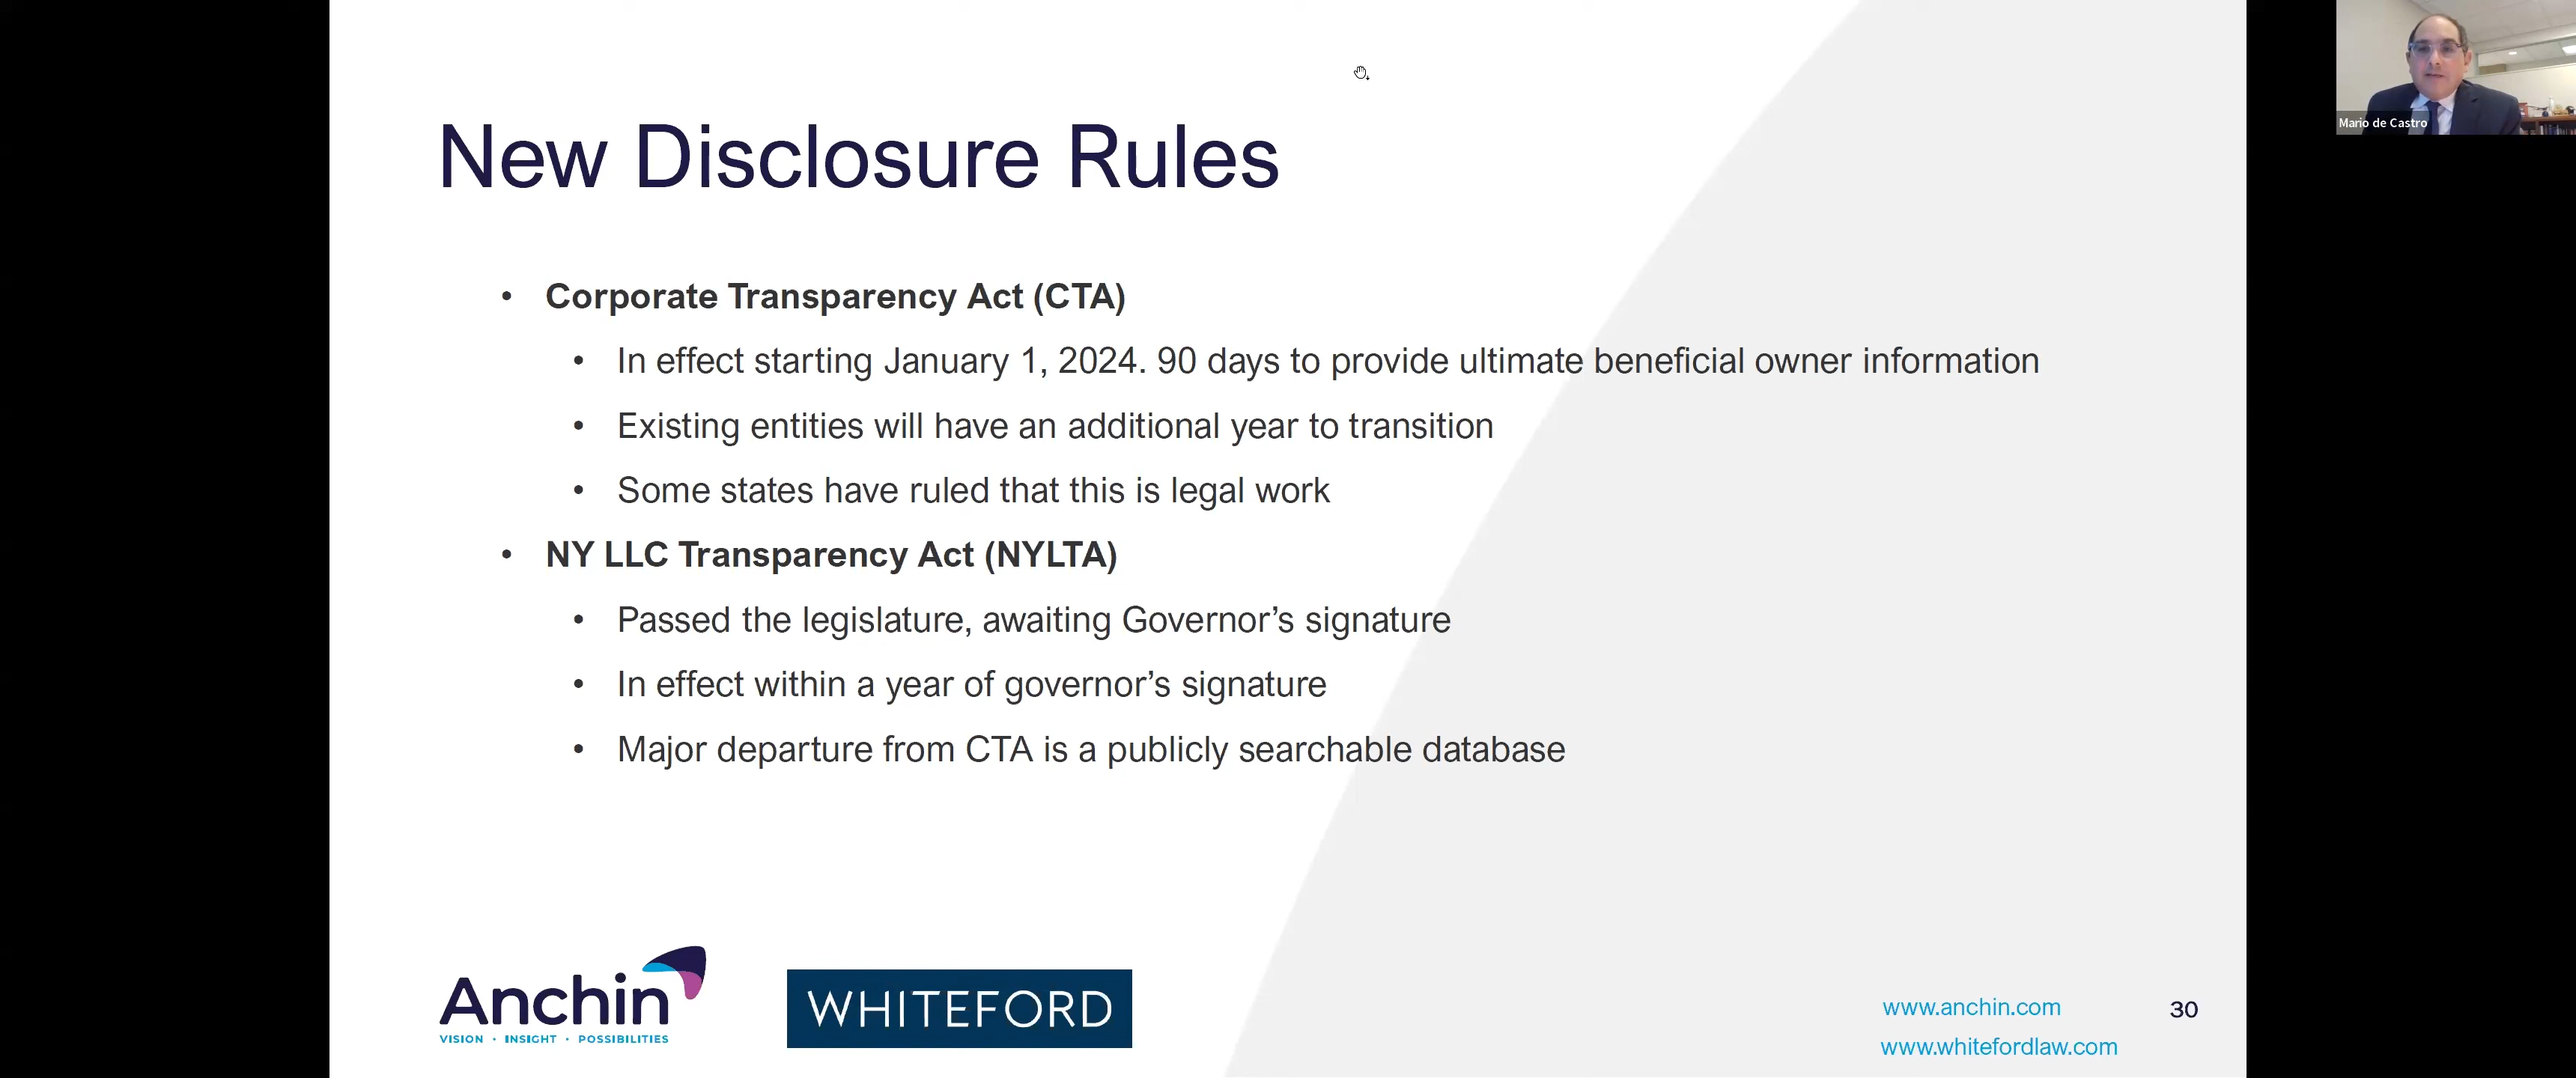 New Disclosure Rules
• Corporate Transparency Act (CTA)
• In effect starting January 1, 2024. 90 days to provide ultimate beneficial owner information
• Existing entities will have an additional year to transition
• Some states have ruled that this is legal work
• NY LLC Transparency Act (NYLTA)
• Passed the legislature, awaiting Governor’s signature
• In effect within a year of governor’s signature
• Major departure from CTA is a publicly searchable database
Anchin
VISION · INSIGHT · POSSIBILITIES
WHITEFORD
www.anchin.com
www.whitefordlaw.com
30
Mario de Castro